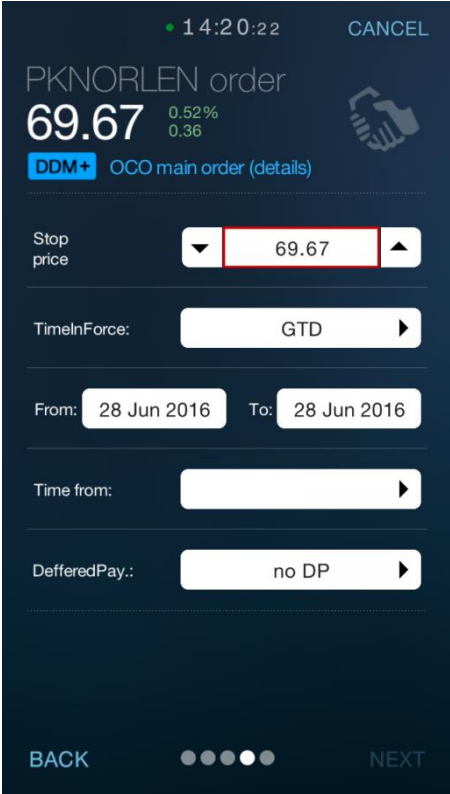 14:20:22 CANCEL
PKNORLEN order
69.67 0.52%
0.36
DDM+ OCO main order (details)
Stop
price
69.67
TimeInForce: GTD
From: 28 Jun 2016 To: 28 Jun 2016
Time from:
DefferedPay.: no DP
BACK NEXT